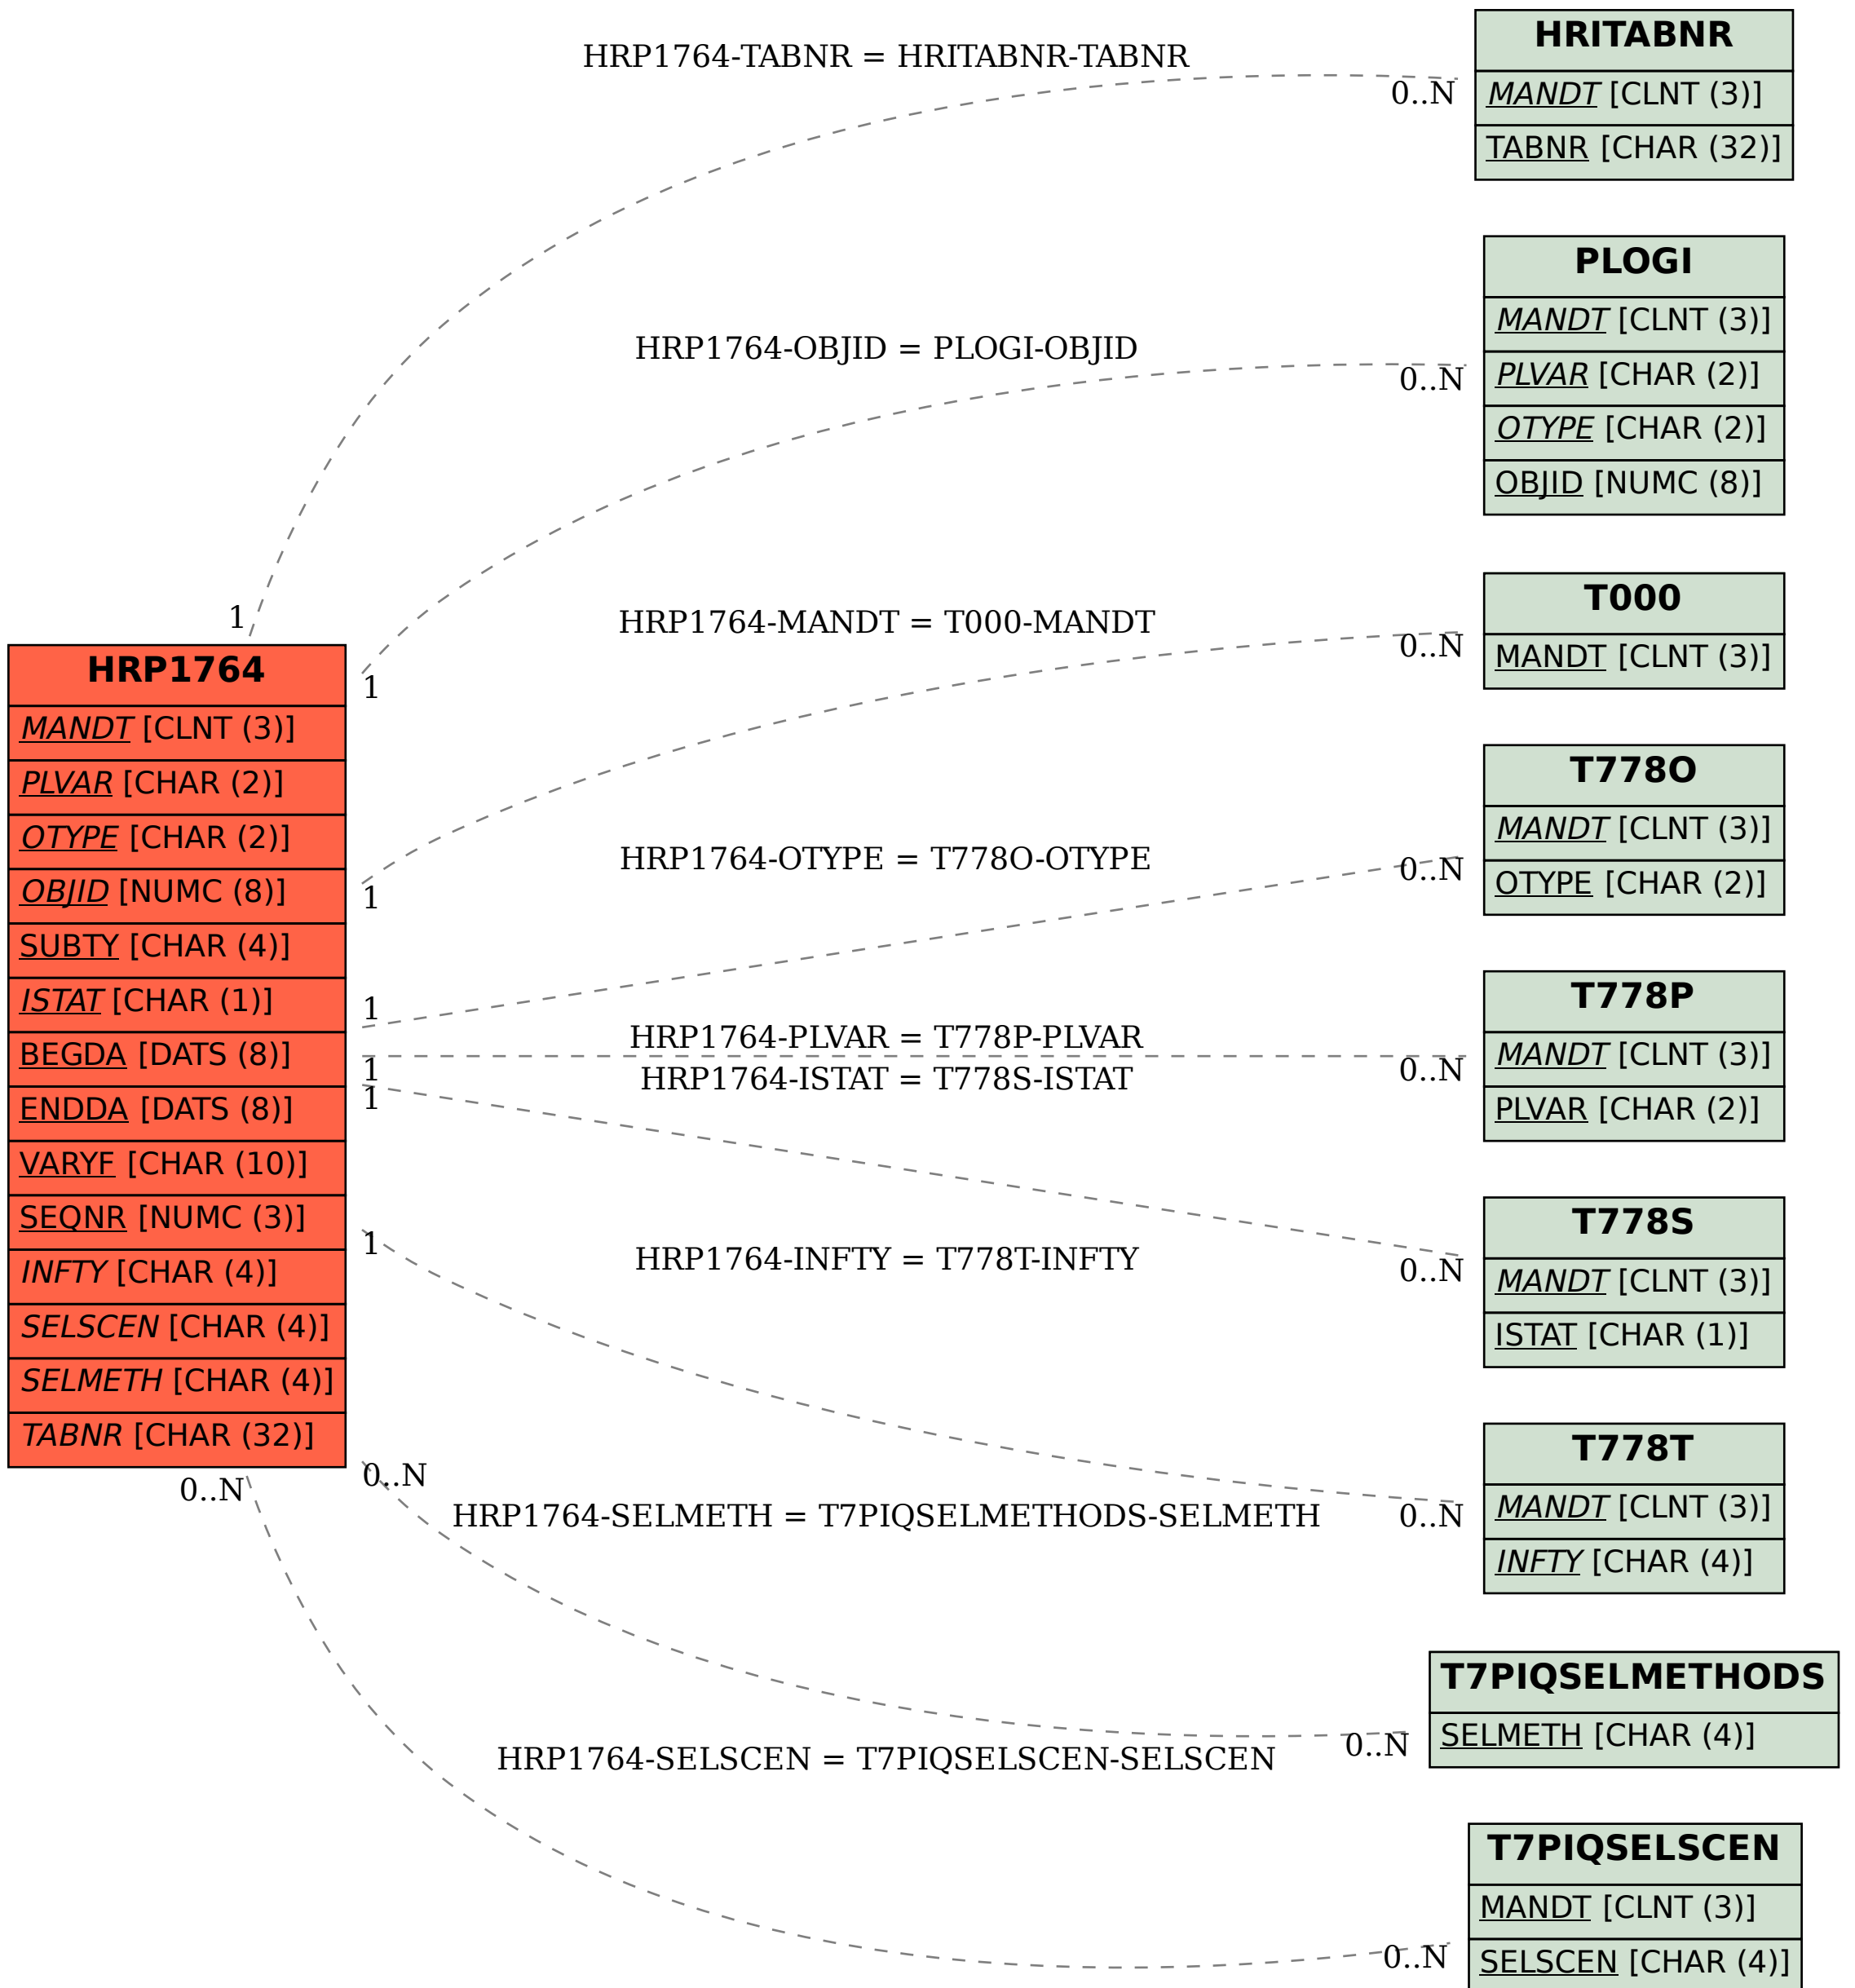 HRP1764
MANDT [CLNT (3)]
PLVAR [CHAR (2)]
OTYPE [CHAR (2)]
OBJID [NUMC (8)]
SUBTY [CHAR (4)]
ISTAT [CHAR (1)]
BEGDA [DATS (8)]
ENDDA [DATS (8)]
VARYF [CHAR (10)]
SEQNR [NUMC (3)]
INFTY [CHAR (4)]
SELSCEN [CHAR (4)]
SELMETH [CHAR (4)]
TABNR [CHAR (32)]
HRP1764-TABNR = HRITABNR-TABNR
1
0..N
HRP1764-OBJID = PLOGI-OBJID
1
0..N
HRP1764-MANDT = T000-MANDT
1
0..N
HRP1764-OTYPE = T778O-OTYPE
1
0..N
HRP1764-PLVAR = T778P-PLVAR
1
0..N
HRP1764-ISTAT = T778S-ISTAT
1
0..N
HRP1764-INFTY = T778T-INFTY
1
0..N
HRP1764-SELMETH = T7PIQSELMETHODS-SELMETH
0..N
0..N
HRP1764-SELSCEN = T7PIQSELSCEN-SELSCEN
0..N
0..N
HRITABNR
MANDT [CLNT (3)]
TABNR [CHAR (32)]
PLOGI
MANDT [CLNT (3)]
PLVAR [CHAR (2)]
OTYPE [CHAR (2)]
OBJID [NUMC (8)]
T000
MANDT [CLNT (3)]
T778O
MANDT [CLNT (3)]
OTYPE [CHAR (2)]
T778P
MANDT [CLNT (3)]
PLVAR [CHAR (2)]
T778S
MANDT [CLNT (3)]
ISTAT [CHAR (1)]
T778T
MANDT [CLNT (3)]
INFTY [CHAR (4)]
T7PIQSELMETHODS
SELMETH [CHAR (4)]
T7PIQSELSCEN
MANDT [CLNT (3)]
SELSCEN [CHAR (4)]